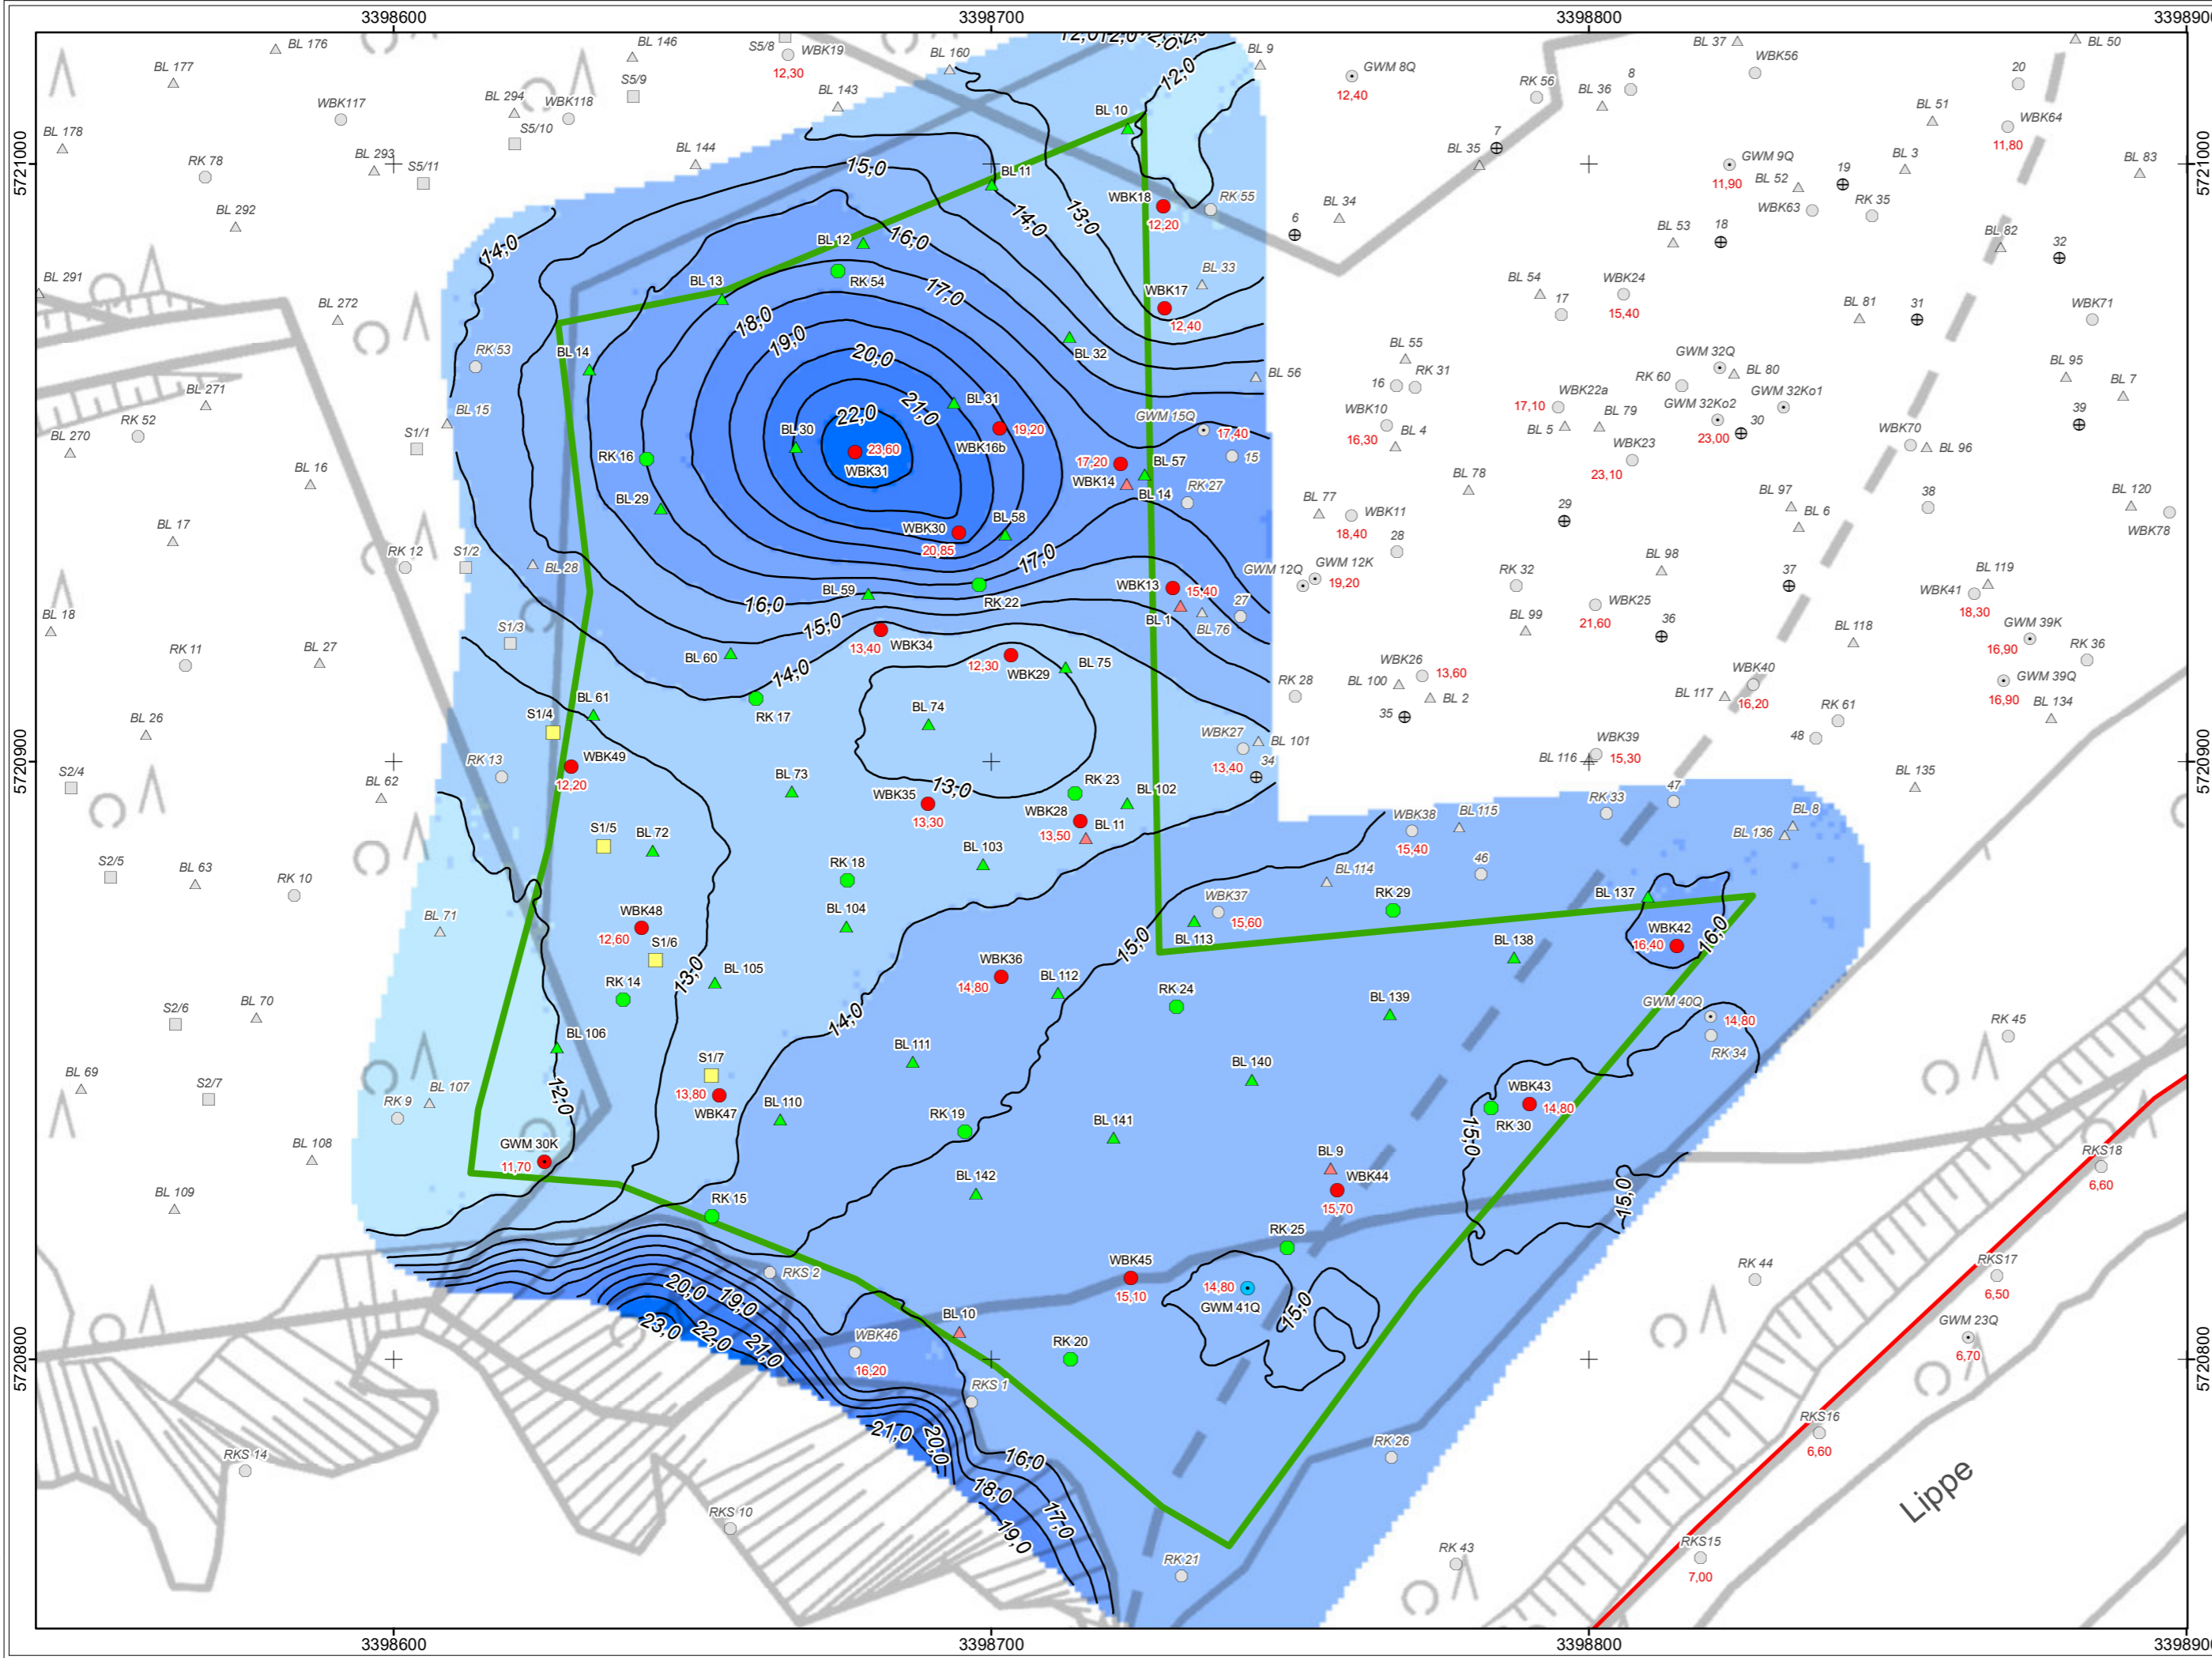 3398600
3398700
3398800
3398900
BL 176
BL 146
S5/8
WBK19
12,30
BL 160
12,0
12,0
12,0
BL 9
BL 37
WBK56
BL 50
BL 177
S5/9
BL 143
12,0
GWM 8Q
12,40
RK 56
8
BL 36
20
WBK117
BL 294
WBK118
BL 10
BL 51
WBK64
11,80
BL 178
S5/10
7
5721000
5721000
RK 78
BL 293
S5/11
BL 144
15,0
BL 11
BL 35
GWM 9Q
11,90
BL 52
19
BL 3
BL 83
WBK18
12,20
RK 55
BL 34
WBK63
RK 35
BL 292
14,0
BL 12
16,0
14,0
13,0
6
BL 53
18
BL 82
32
BL 291
BL 272
BL 13
RK 54
17,0
WBK17
12,40
BL 33
BL 54
17
WBK24
15,40
BL 81
31
WBK71
18,0
19,0
20,0
BL 32
RK 53
BL 14
BL 56
BL 55
16
RK 31
RK 60
GWM 32Q
BL 80
BL 95
BL 7
BL 271
RK 52
BL 15
BL 31
21,0
22,0
GWM 15Q
17,40
WBK10
16,30
BL 4
WBK22a
17,10
BL 5
BL 79
GWM 32Ko2
23,00
GWM 32Ko1
30
39
BL 270
S1/1
BL 30
23,60
WBK31
19,20
WBK16b
15
WBK23
23,10
WBK70
BL 96
BL 16
RK 16
17,20
WBK14
BL 57
BL 14
RK 27
BL 78
BL 29
BL 77
WBK11
18,40
29
BL 97
BL 6
38
BL 120
WBK78
BL 17
WBK30
20,85
BL 58
28
RK 12
S1/2
BL 28
17,0
GWM 12Q
GWM 12K
19,20
RK 32
BL 98
37
BL 119
WBK41
18,30
BL 18
BL 59
16,0
RK 22
WBK13
15,40
BL 1
BL 76
27
WBK25
21,60
36
BL 99
S1/3
15,0
WBK34
13,40
BL 118
GWM 39K
16,90
RK 36
RK 11
BL 27
BL 60
14,0
12,30
WBK29
BL 75
RK 28
WBK26
13,60
BL 100
BL 2
35
WBK40
16,20
BL 117
GWM 39Q
16,90
BL 134
RK 17
BL 61
S1/4
BL 74
BL 26
WBK27
13,40
BL 101
34
RK 61
48
5720900
5720900
WBK39
15,30
BL 116
S2/4
RK 13
BL 62
WBK49
12,20
BL 73
WBK35
13,30
13,0
RK 23
BL 102
BL 135
WBK28
13,50
BL 11
WBK38
15,40
BL 115
RK 33
47
BL 8
BL 136
S1/5
BL 72
S2/5
BL 63
RK 10
RK 18
BL 103
BL 114
46
BL 71
WBK48
12,60
S1/6
BL 104
WBK37
15,60
BL 113
RK 29
BL 137
WBK42
16,40
16,0
15,0
BL 138
13,0
BL 105
WBK36
14,80
BL 112
RK 14
14,0
RK 24
BL 139
GWM 40Q
14,80
RK 34
S2/6
BL 70
RK 45
BL 106
BL 111
S1/7
13,80
WBK47
BL 140
BL 69
S2/7
RK 9
BL 107
12,0
BL 110
RK 19
BL 141
WBK43
14,80
RK 30
15,0
BL 108
GWM 30K
11,70
BL 9
WBK44
15,70
RKS18
6,60
BL 109
BL 142
15,0
RK 15
RK 25
RKS 2
WBK45
15,10
14,80
GWM 41Q
15,0
RK 44
RKS17
6,50
20,0
19,0
23,0
22,0
21,0
BL 10
WBK46
16,20
GWM 23Q
6,70
5720800
5720800
RK 20
RKS 1
RKS16
6,60
21,0
20,0
16,0
RKS 14
RK 26
18,0
17,0
19,0
Lippe
RKS 10
RK 21
RK 43
RKS15
7,00
3398600
3398700
3398800
3398900